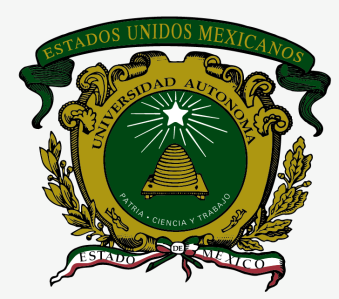 ESTADOS UNIDOS MEXICANOS
UNIVERSIDAD AUTONOMA
PATRIA · CIENCIA Y TRABAJO
ESTADO DE MEXICO